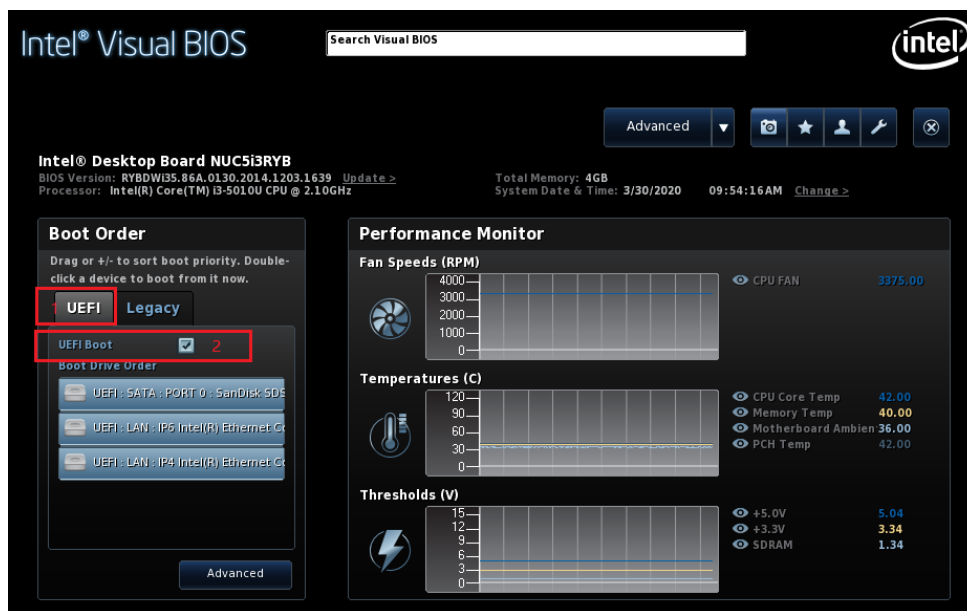 Intel® Visual BIOS
Search Visual BIOS
intel
Advanced
Intel® Desktop Board NUC5i3RYB
BIOS Version: RYBDWi35.86A.0130.2014.1203.1639 Update >
Processor: Intel(R) Core(TM) i3-5010U CPU @ 2.10GHz
Total Memory: 4GB
System Date & Time: 3/30/2020 09:54:16AM Change >
Boot Order
Drag or +/- to sort boot priority. Double-
click a device to boot from it now.
1 UEFI Legacy
UEFI Boot 2
Boot Drive Order
UEFI : SATA : PORT 0 : SanDisk SDS
UEFI : LAN : IP6 Intel(R) Ethernet Co
UEFI : LAN : IP4 Intel(R) Ethernet Co
Advanced
Performance Monitor
Fan Speeds (RPM)
4000
3000
2000
1000
0
CPU FAN 3375.00
Temperatures (C)
120
90
60
30
0
CPU Core Temp 42.00
Memory Temp 40.00
Motherboard Ambien 36.00
PCH Temp 42.00
Thresholds (V)
15
12
9
6
3
0
+5.0V 5.04
+3.3V 3.34
SDRAM 1.34